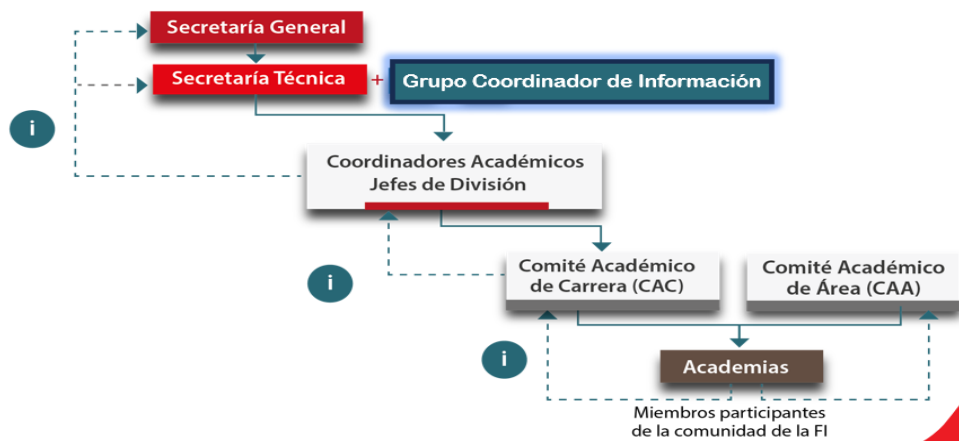 Secretaría General
Secretaría Técnica
+
Grupo Coordinador de Información
i
Coordinadores Académicos
Jefes de División
i
Comité Académico
de Carrera (CAC)
Comité Académico
de Área (CAA)
i
Academias
Miembros participantes
de la comunidad de la FI